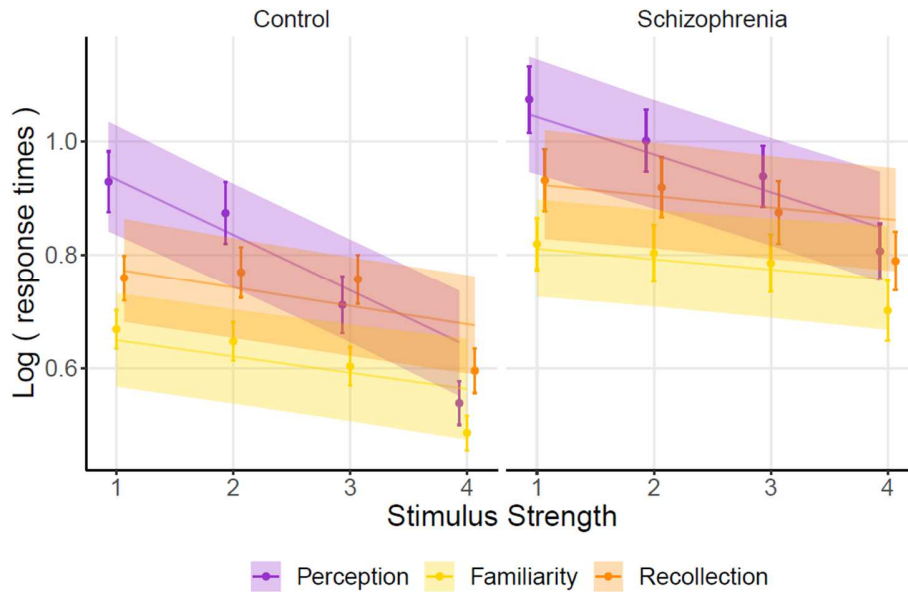 Control Schizophrenia
Log ( response times )
1.0
0.8
0.6
1 2 3 4 1 2 3 4
Stimulus Strength
Perception Familiarity Recollection